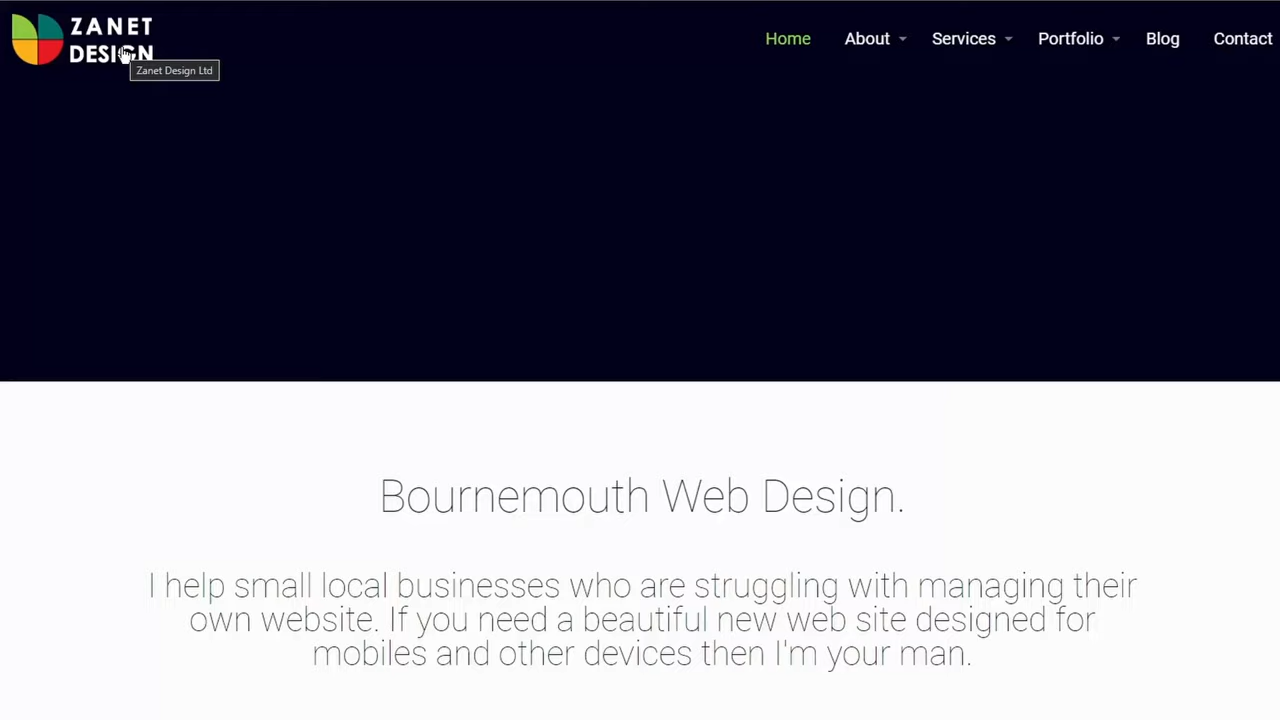 ZANET
DESIGN
Zanet Design Ltd
Home About Services Portfolio Blog Contact
Bournemouth Web Design.
I help small local businesses who are struggling with managing their
own website. If you need a beautiful new web site designed for
mobiles and other devices then I'm your man.